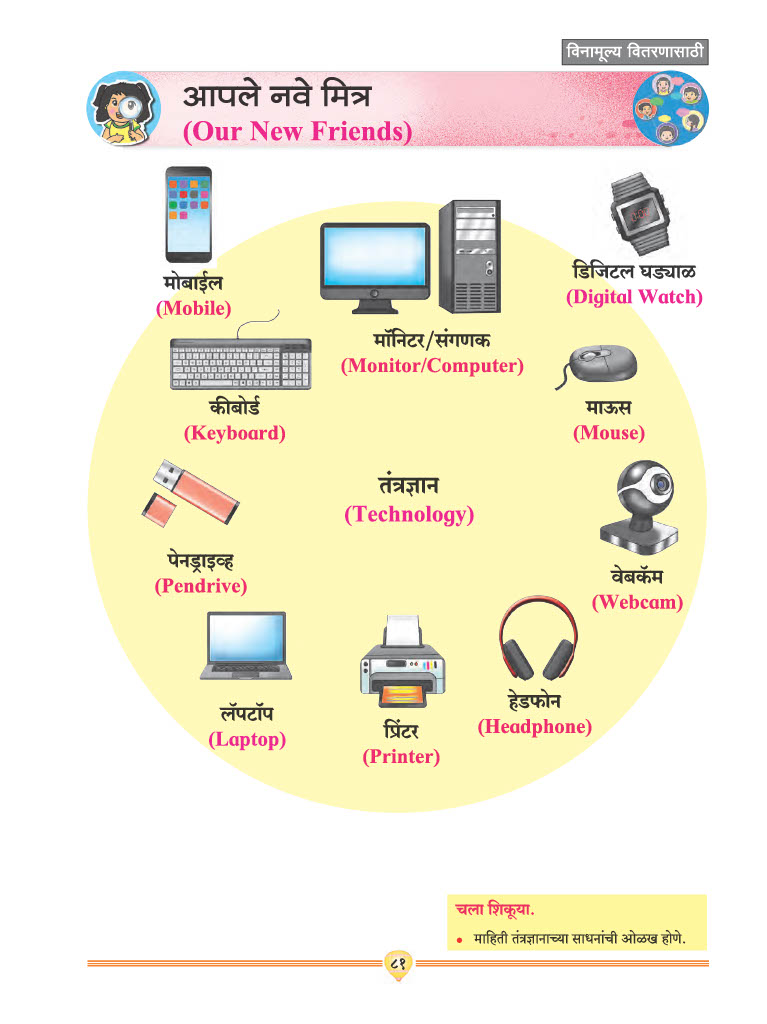 विनामूल्य वितरणासाठी
आपले नवे मित्र
(Our New Friends)
मोबाईल
(Mobile)
मॉनिटर/संगणक
(Monitor/Computer)
डिजिटल घड्याळ
(Digital Watch)
कीबोर्ड
(Keyboard)
माऊस
(Mouse)
तंत्रज्ञान
(Technology)
पेनड्राइव्ह
(Pendrive)
वेबकॅम
(Webcam)
लॅपटॉप
(Laptop)
प्रिंटर
(Printer)
हेडफोन
(Headphone)
चला शिकूया.
• माहिती तंत्रज्ञानाच्या साधनांची ओळख होणे.
८१